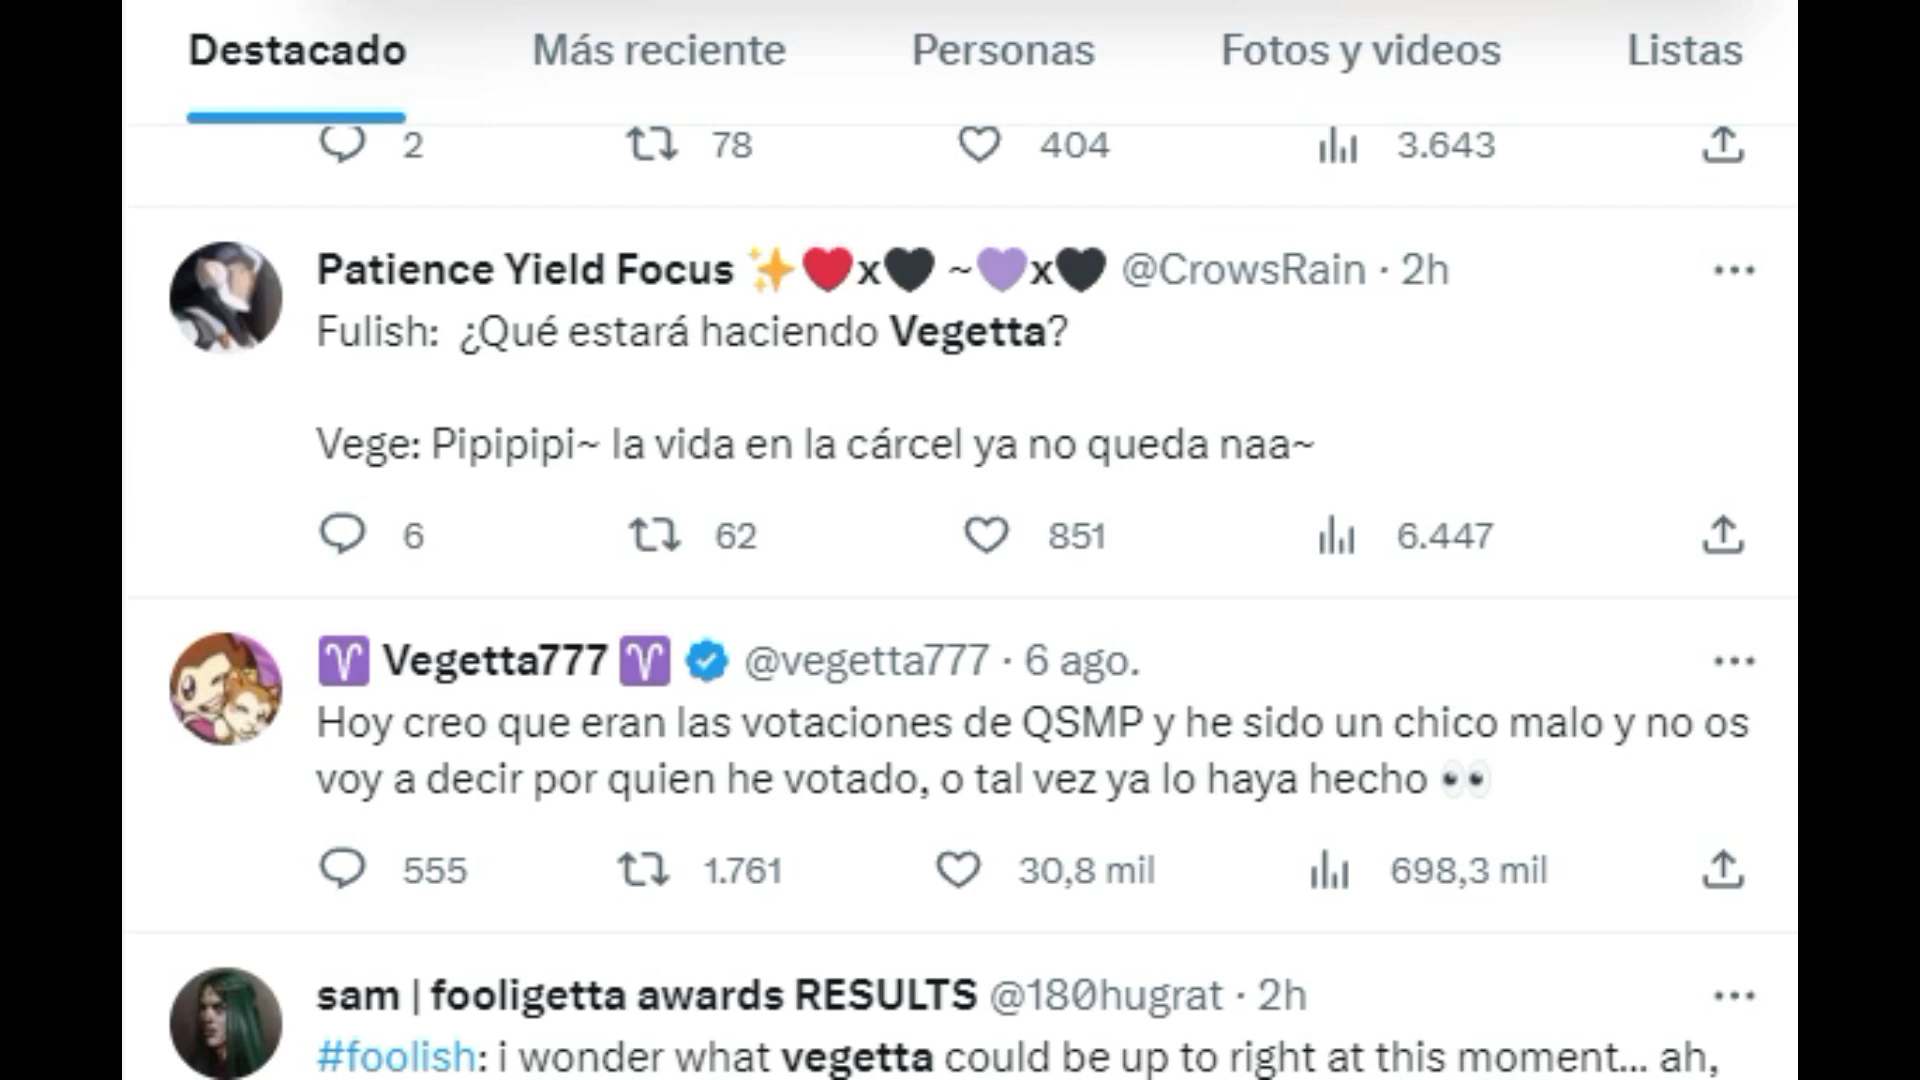 Destacado Más reciente Personas Fotos y videos Listas
2 78 404 3.643
Patience Yield Focus ✨❤️x🖤 ~💜x🖤 @CrowsRain · 2h
Fulish: ¿Qué estará haciendo Vegetta?
Vege: Pipipipi~ la vida en la cárcel ya no queda naa~
6 62 851 6.447
♈ Vegetta777 ♈ @vegetta777 · 6 ago.
Hoy creo que eran las votaciones de QSMP y he sido un chico malo y no os
voy a decir por quien he votado, o tal vez ya lo haya hecho 👀
555 1.761 30,8 mil 698,3 mil
sam | fooligetta awards RESULTS @180hugrat · 2h
#foolish: i wonder what vegetta could be up to right at this moment... ah,